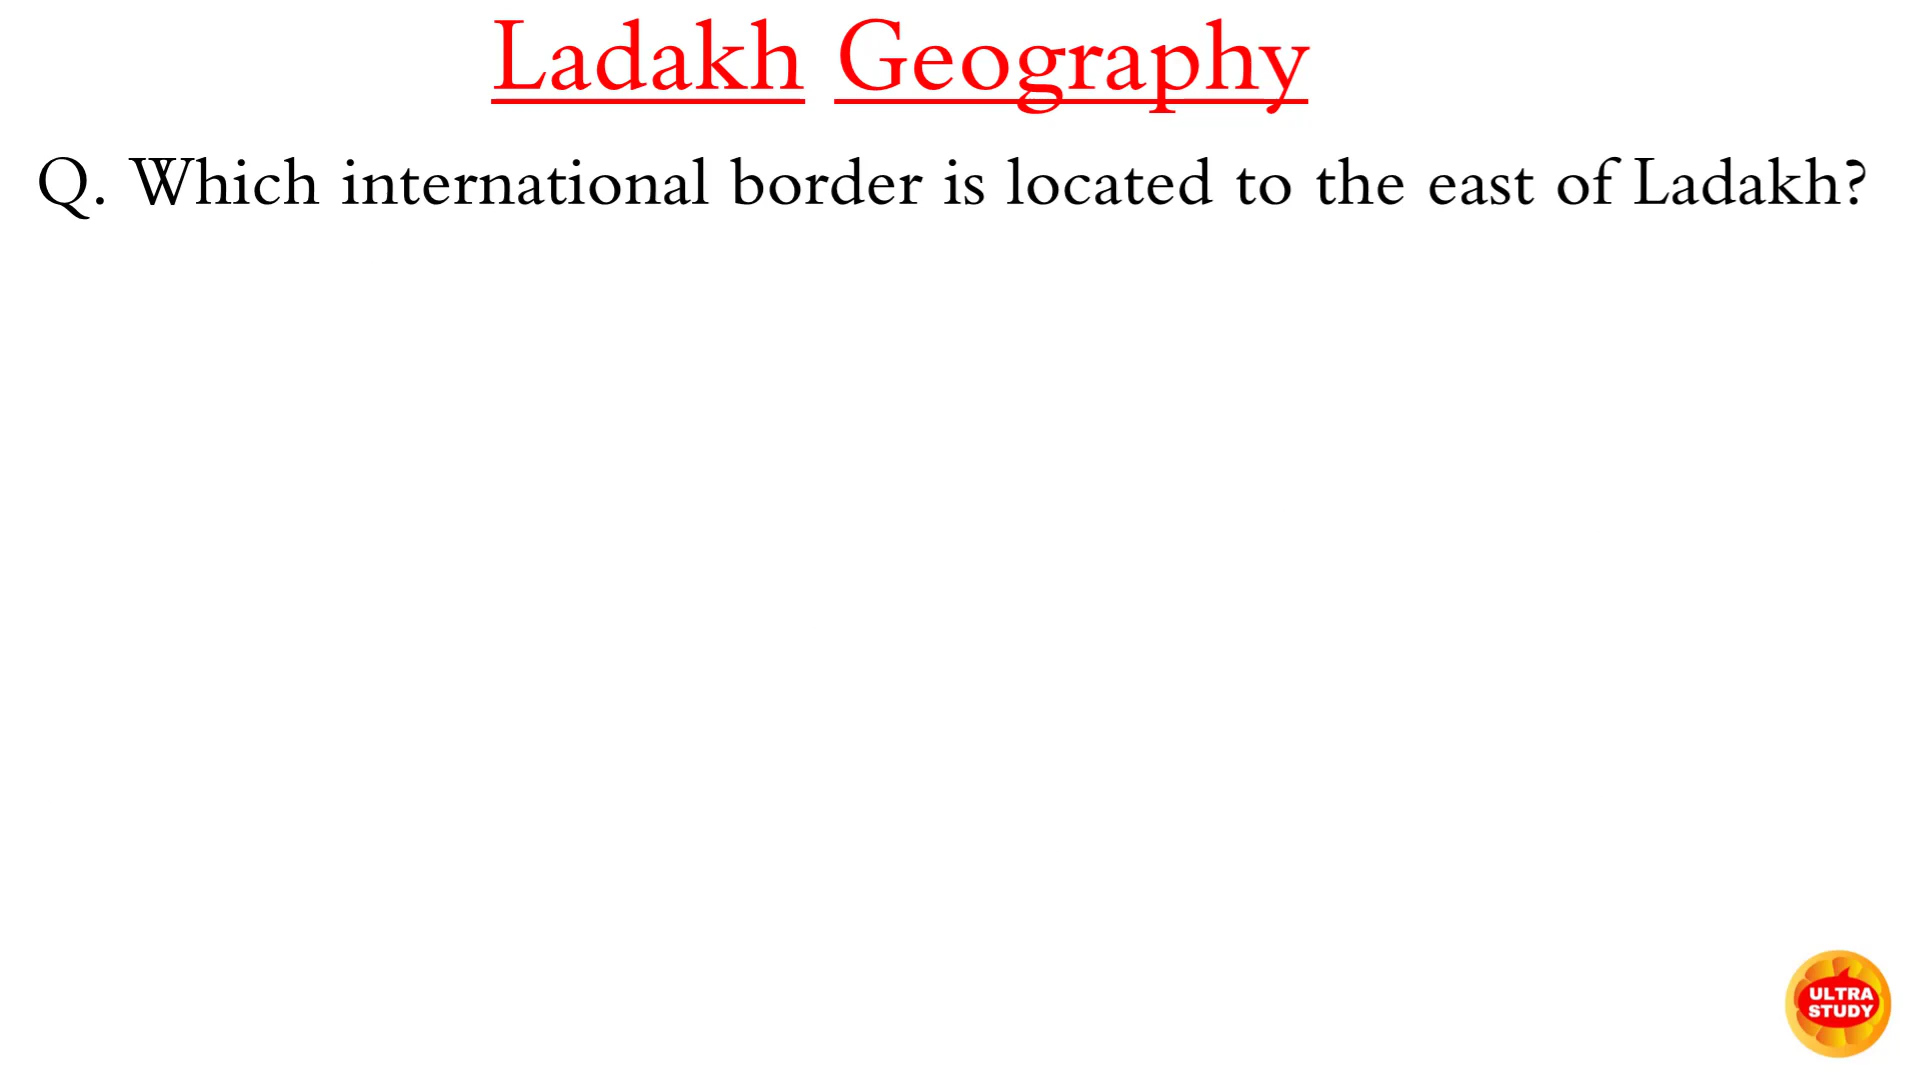 Ladakh Geography
Q. Which international border is located to the east of Ladakh?
ULTRA
STUDY